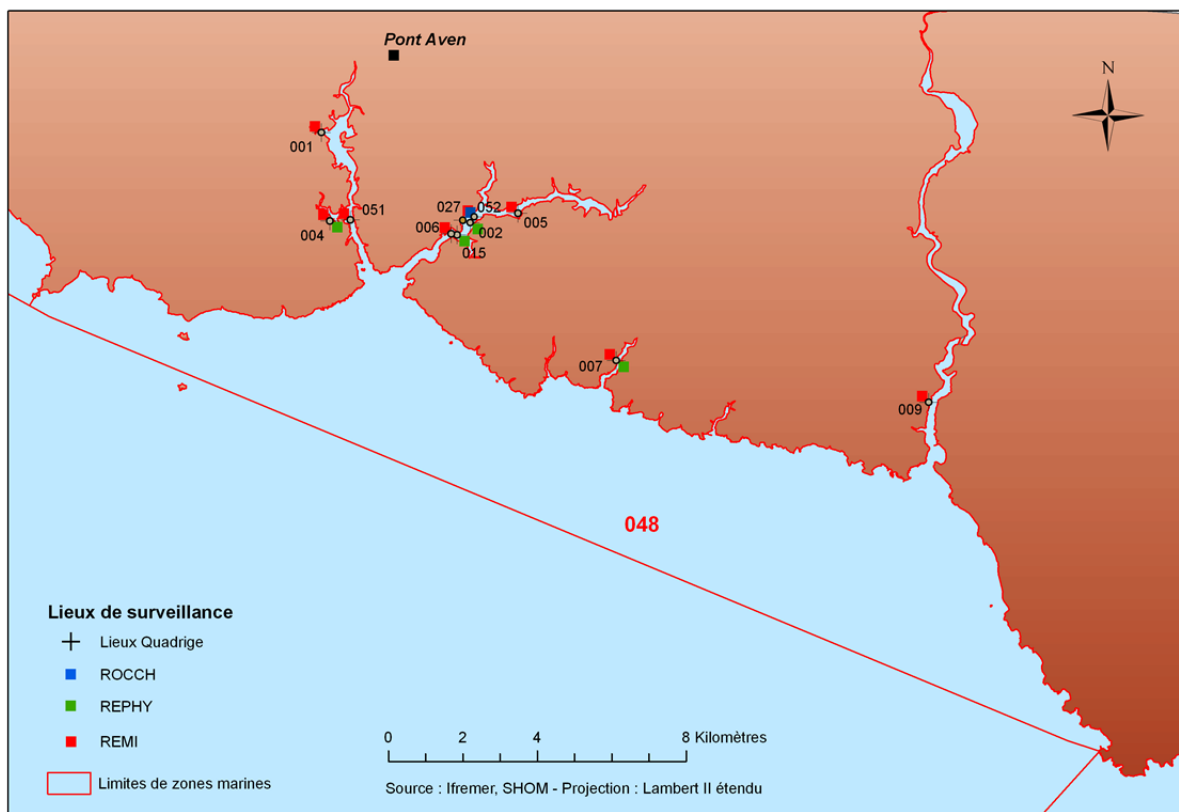 Pont Aven
N
001
051
004
027
052
006
002
005
015
007
009
048
Lieux de surveillance
Lieux Quadrige
ROCCH
REPHY
REMI
Limites de zones marines
0 2 4 8 Kilomètres
Source : Ifremer, SHOM - Projection : Lambert II étendu